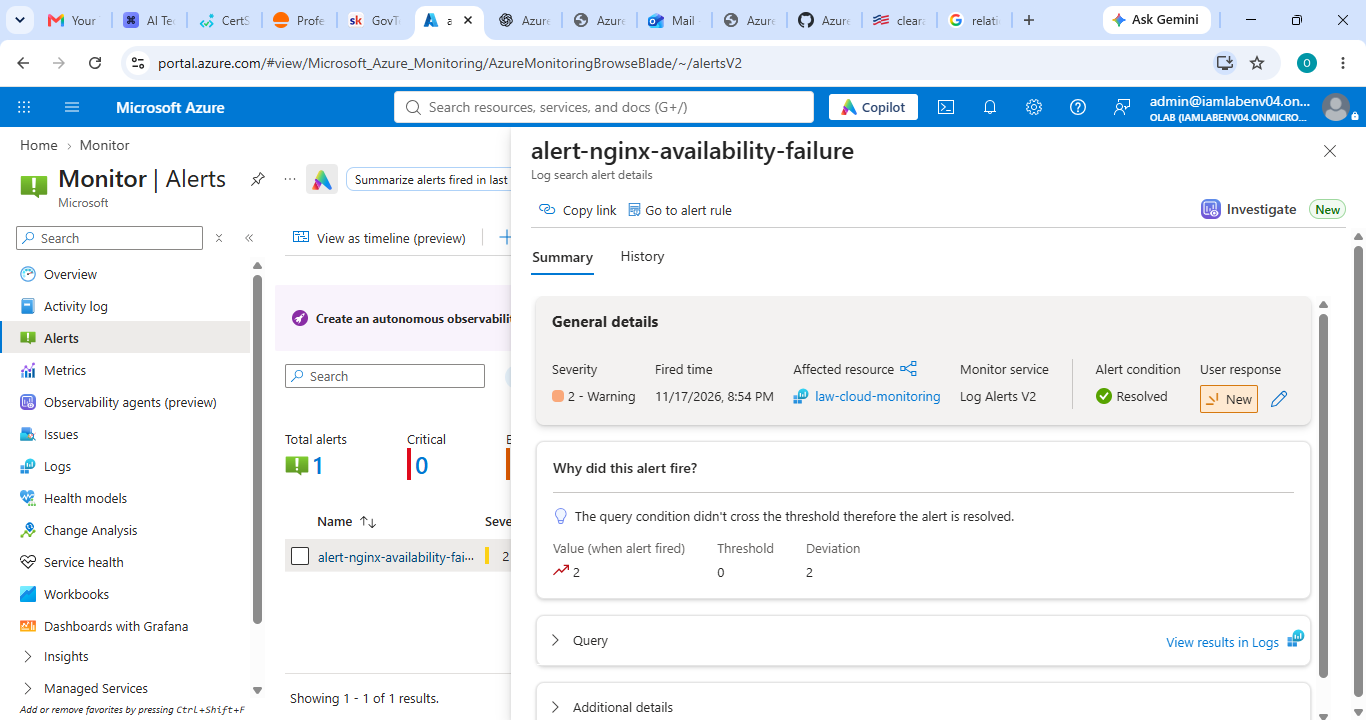 Your
AI Te
CertS
Profe
GovT
a
Azure
Azure
Mail
Azure
Azure
clear
relati
Ask Gemini
portal.azure.com/#view/Microsoft_Azure_Monitoring/AzureMonitoringBrowseBlade/~/alertsV2
O
Microsoft Azure
Search resources, services, and docs (G+/)
Copilot
admin@iamlabenv04.on...
OLAB (IAMLABENV04.ONMICRO...
Home > Monitor
Monitor | Alerts
Microsoft
Summarize alerts fired in last
Search
Overview
Activity log
Alerts
Metrics
Observability agents (preview)
Issues
Logs
Health models
Change Analysis
Service health
Workbooks
Dashboards with Grafana
Insights
Managed Services
Add or remove favorites by pressing Ctrl+Shift+F
View as timeline (preview)
Create an autonomous observabili
Search
Total alerts
1
Critical
0
E
Name
Seve
alert-nginx-availability-fai...
2
Showing 1 - 1 of 1 results.
alert-nginx-availability-failure
Log search alert details
Copy link
Go to alert rule
Investigate
New
Summary
History
General details
Severity
Fired time
Affected resource
Monitor service
Alert condition
User response
2 - Warning
11/17/2026, 8:54 PM
law-cloud-monitoring
Log Alerts V2
Resolved
New
Why did this alert fire?
The query condition didn't cross the threshold therefore the alert is resolved.
Value (when alert fired)
Threshold
Deviation
2
0
2
Query
View results in Logs
Additional details